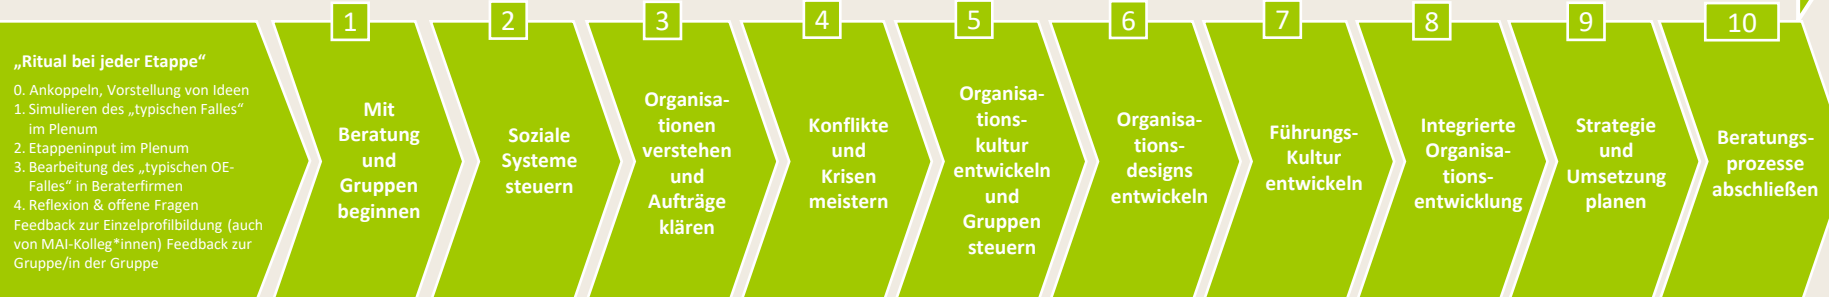 „Ritual bei jeder Etappe“
0. Ankoppeln, Vorstellung von Ideen
1. Simulieren des „typischen Falles“
im Plenum
2. Etappeninput im Plenum
3. Bearbeitung des „typischen OE-
Falles“ in Beraterfirmen
4. Reflexion & offene Fragen
Feedback zur Einzelprofilbildung (auch
von MAI-Kolleg*innen) Feedback zur
Gruppe/in der Gruppe
1
Mit
Beratung
und
Gruppen
beginnen
2
Soziale
Systeme
steuern
3
Organisa-
tionen
verstehen
und
Aufträge
klären
4
Konflikte
und
Krisen
meistern
5
Organisa-
tions-
kultur
entwickeln
und
Gruppen
steuern
6
Organisa-
tions-
designs
entwickeln
7
Führungs-
Kultur
entwickeln
8
Integrierte
Organisa-
tions-
entwicklung
9
Strategie
und
Umsetzung
planen
10
Beratungs-
prozesse
abschließen